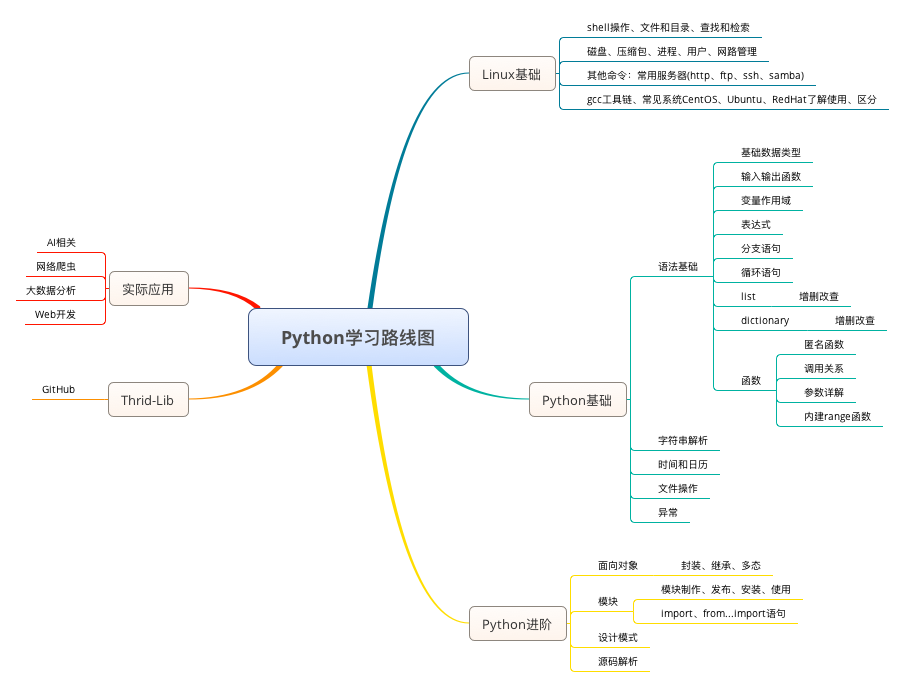 Python学习路线图
Linux基础
shell操作、文件和目录、查找和检索
磁盘、压缩包、进程、用户、网路管理
其他命令：常用服务器(http、ftp、ssh、samba)
gcc工具链、常见系统CentOS、Ubuntu、RedHat了解使用、区分
Python基础
语法基础
基础数据类型
输入输出函数
变量作用域
表达式
分支语句
循环语句
list 增删改查
dictionary 增删改查
函数
匿名函数
调用关系
参数详解
内建range函数
字符串解析
时间和日历
文件操作
异常
Python进阶
面向对象 封装、继承、多态
模块
模块制作、发布、安装、使用
import、from...import语句
设计模式
源码解析
实际应用
AI相关
网络爬虫
大数据分析
Web开发
Thrid-Lib
GitHub